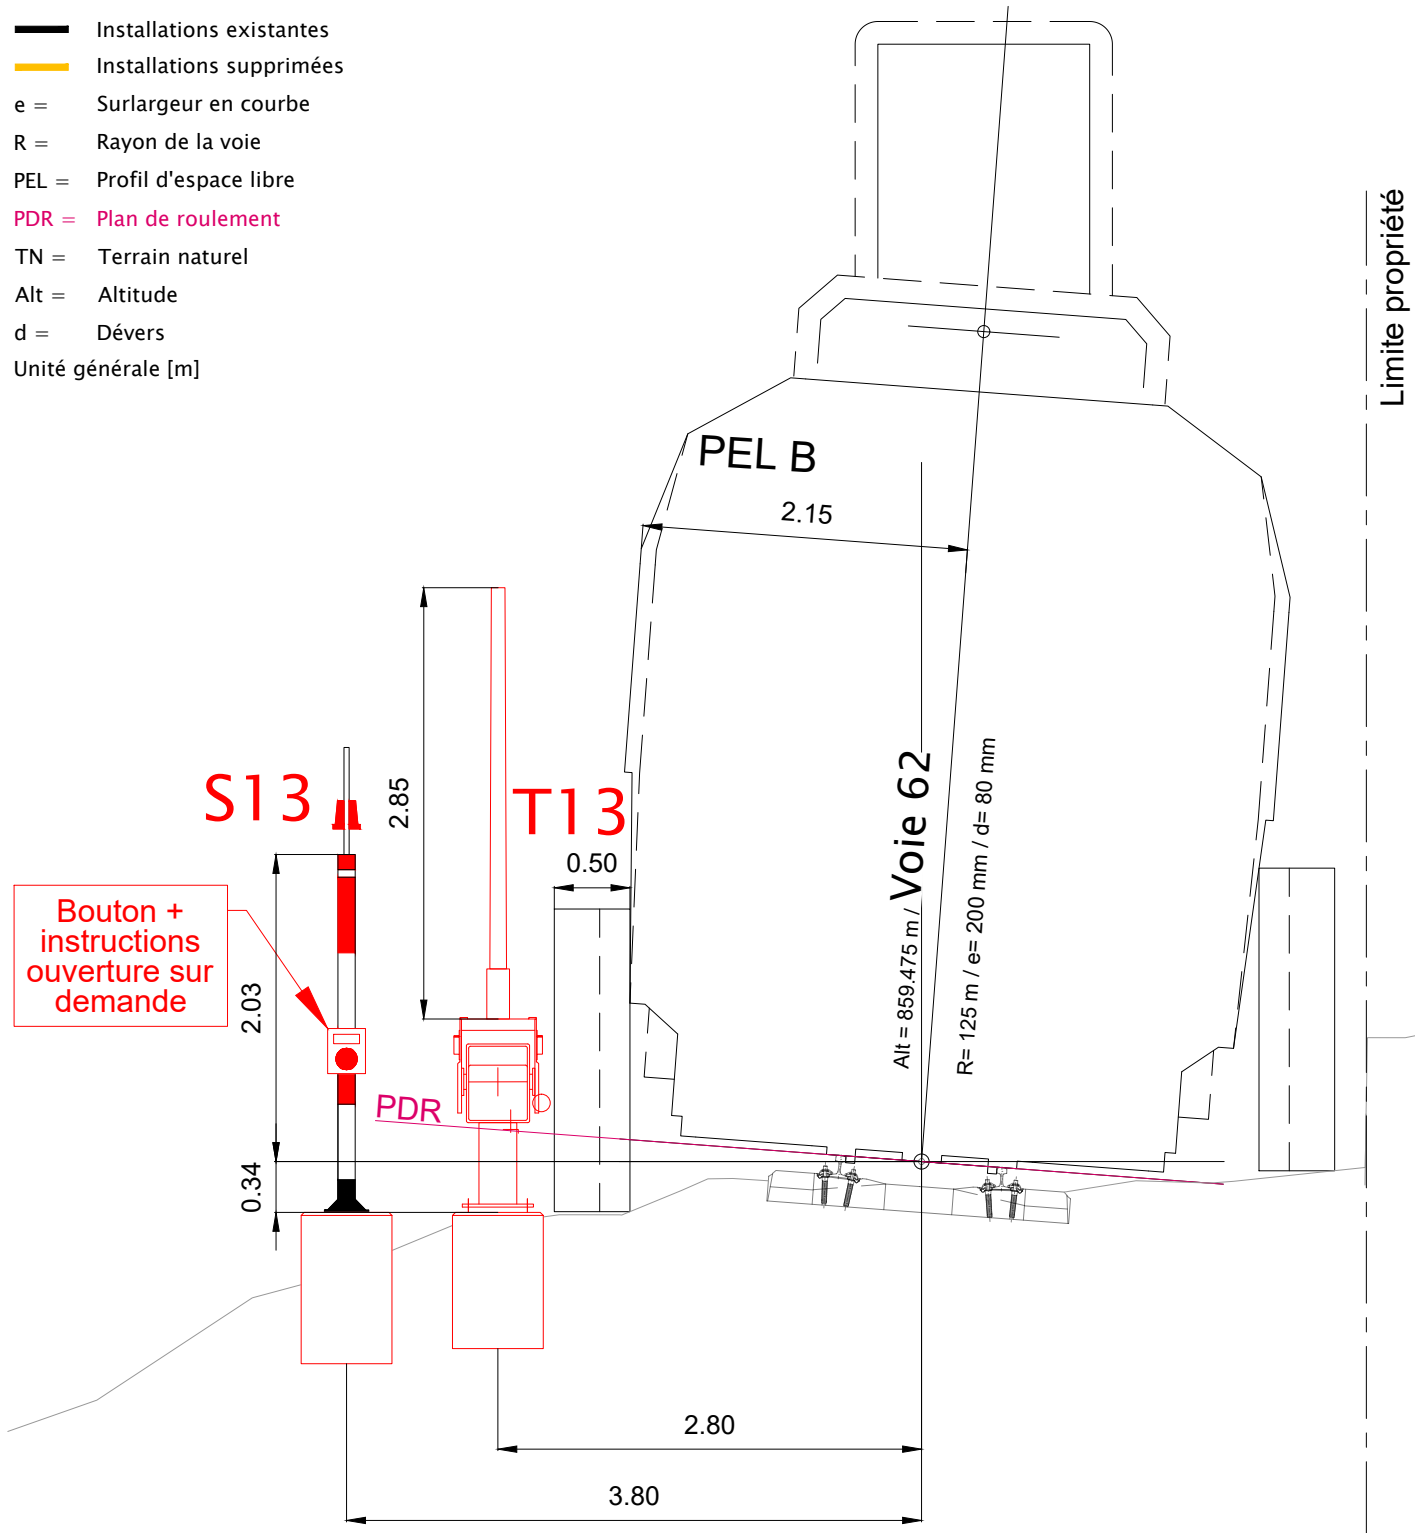 Installations existantes
Installations supprimées
e = Surlargeur en courbe
R = Rayon de la voie
PEL = Profil d'espace libre
PDR = Plan de roulement
TN = Terrain naturel
Alt = Altitude
d = Dévers
Unité générale [m]
Limite propriété
PEL B
2.15
2.85
S13
T13
0.50
Bouton +
instructions
ouverture sur
demande
2.03
0.34
PDR
Alt = 859.475 m / Voie 62
R= 125 m / e= 200 mm / d= 80 mm
2.80
3.80